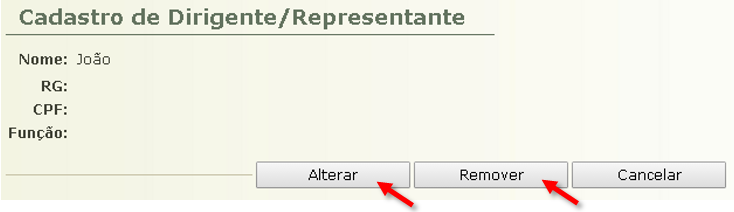 Cadastro de Dirigente/Representante
Nome: João
RG:
CPF:
Função:
Alterar Remover Cancelar